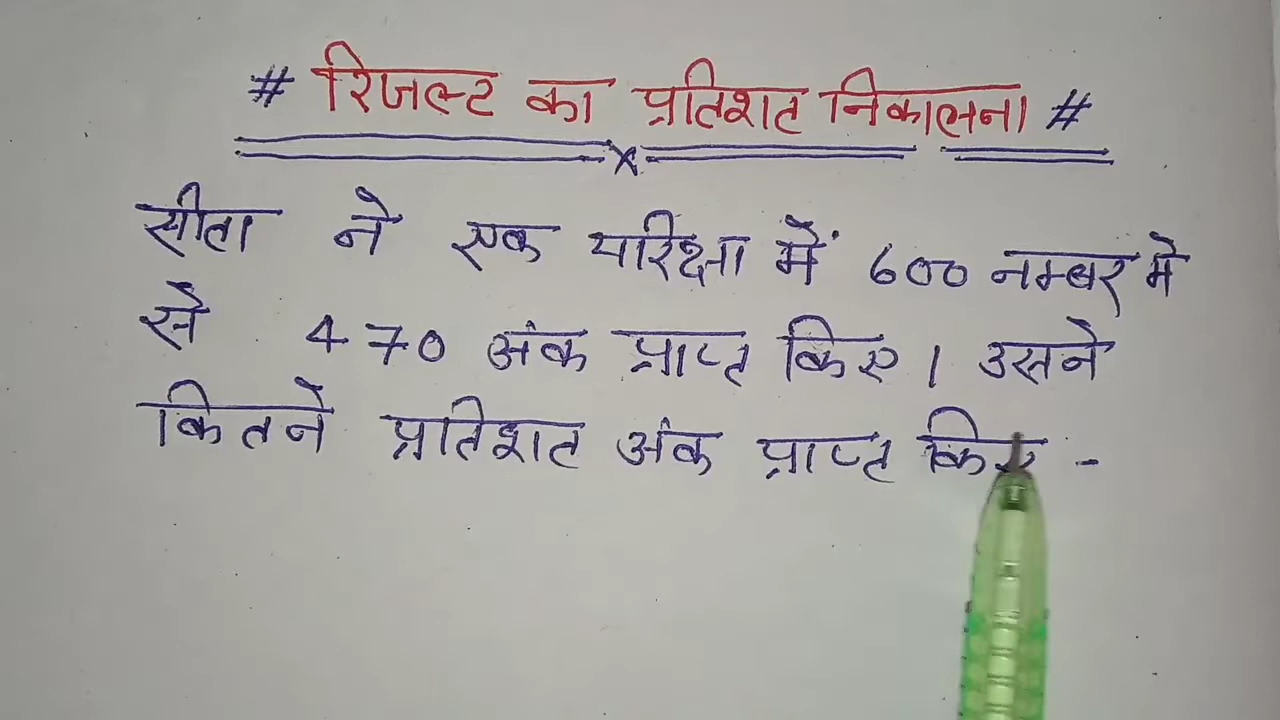 # रिजल्ट का प्रतिशत निकालना #
सीता ने एक परिक्षा में 600 नम्बर मे
से 470 अंक प्राप्त किए। उसने
कितने प्रतिशत अंक प्राप्त किए -